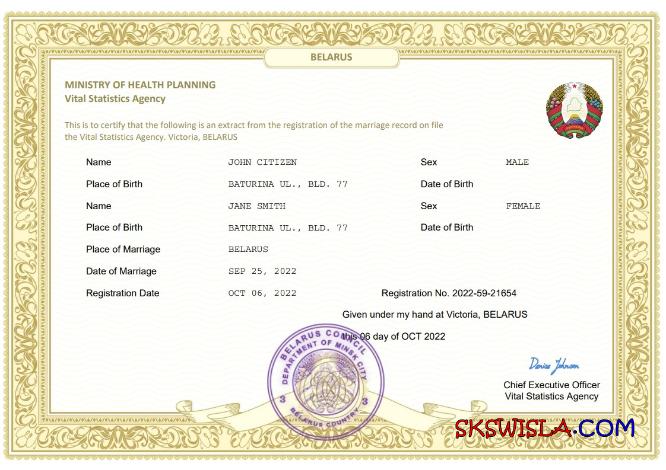 BELARUS
MINISTRY OF HEALTH PLANNING
Vital Statistics Agency
This is to certify that the following is an extract from the registration of the marriage record on file
the Vital Statistics Agency. Victoria, BELARUS
Name JOHN CITIZEN Sex MALE
Place of Birth BATURINA UL., BLD. 77 Date of Birth
Name JANE SMITH Sex FEMALE
Place of Birth BATURINA UL., BLD. 77 Date of Birth
Place of Marriage BELARUS
Date of Marriage SEP 25, 2022
Registration Date OCT 06, 2022 Registration No. 2022-59-21654
Given under my hand at Victoria, BELARUS
this 06 day of OCT 2022
BELARUS COUNCIL
DEPARTMENT OF MINSK CITY
3 3
BELARUS COUNTRY
Denise Johnson
Chief Executive Officer
Vital Statistics Agency
SKSWISLA.COM